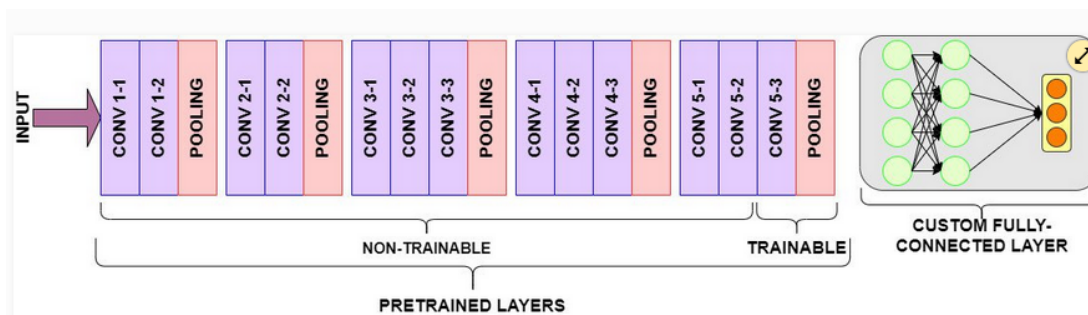 INPUT
CONV 1-1
CONV 1-2
POOLING
CONV 2-1
CONV 2-2
POOLING
CONV 3-1
CONV 3-2
CONV 3-3
POOLING
CONV 4-1
CONV 4-2
CONV 4-3
POOLING
CONV 5-1
CONV 5-2
CONV 5-3
POOLING
NON-TRAINABLE
TRAINABLE
CUSTOM FULLY-
CONNECTED LAYER
PRETRAINED LAYERS